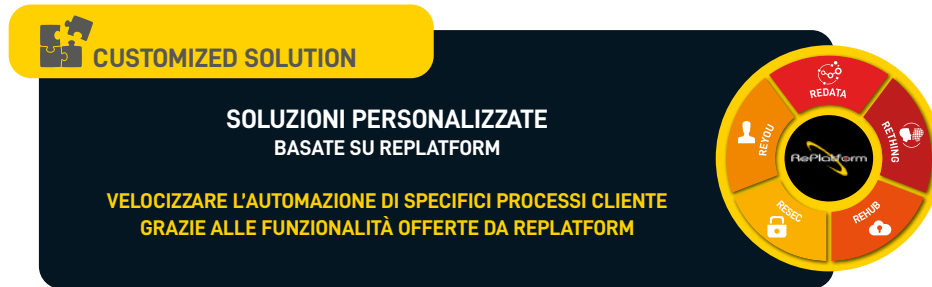 CUSTOMIZED SOLUTION
SOLUZIONI PERSONALIZZATE
BASATE SU REPLATFORM
VELOCIZZARE L'AUTOMAZIONE DI SPECIFICI PROCESSI CLIENTE
GRAZIE ALLE FUNZIONALITÀ OFFERTE DA REPLATFORM
REDATA
RETHING
REHUB
RESEC
REYOU
RePlatform